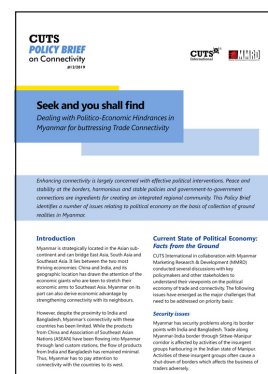 CUTS
POLICY BRIEF
on Connectivity
#12/2019
CUTS
International
MMRD
Seek and you shall find
Dealing with Politico-Economic Hindrances in
Myanmar for buttressing Trade Connectivity
Enhancing connectivity is largely concerned with effective political interventions. Peace and
stability at the borders, harmonious and stable policies and government-to-government
connections are ingredients for creating an integrated regional community. This Policy Brief
identifies a number of issues relating to political economy on the basis of collection of ground
realities in Myanmar.
Introduction
Myanmar is strategically located in the Asian sub-
continent and can bridge East Asia, South Asia and
Southeast Asia. It lies between the two most
thriving economies: China and India, and its
geographic location has drawn the attention of the
economic giants who are keen to stretch their
economic arms to Southeast Asia. Myanmar on its
part can also derive economic advantage by
strengthening connectivity with its neighbours.
However, despite the proximity to India and
Bangladesh, Myanmar's connectivity with these
countries has been limited. While the products
from China and Association of Southeast Asian
Nations (ASEAN) have been flowing into Myanmar
through land custom stations, the flow of products
from India and Bangladesh has remained minimal.
Thus, Myanmar has to pay attention to
connectivity with the countries to its west.
Current State of Political Economy:
Facts from the Ground
CUTS International in collaboration with Myanmar
Marketing Research & Development (MMRD)
conducted several discussions with key
policymakers and other stakeholders to
understand their viewpoints on the political
economy of trade and connectivity. The following
issues have emerged as the major challenges that
need to be addressed on priority basis:
Security issues
Myanmar has security problems along its border
points with India and Bangladesh. Trade along
Myanmar-India border through Sittwe-Manipur
corridor is affected by activities of the insurgent
groups harbouring in the Indian state of Manipur.
Activities of these insurgent groups often cause a
shut-down of borders which affects the business of
traders adversely.